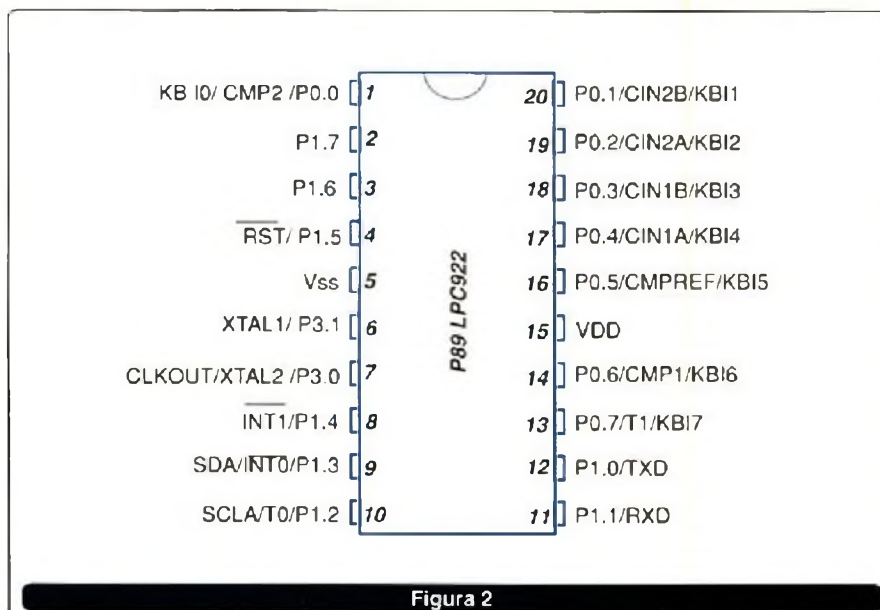 KB I0/ CMP2 /P0.0 1
P1.7 2
P1.6 3
RST/ P1.5 4
Vss 5
XTAL1/ P3.1 6
CLKOUT/XTAL2 /P3.0 7
INT1/P1.4 8
SDA/INT0/P1.3 9
SCLA/T0/P1.2 10
P89 LPC922
20 P0.1/CIN2B/KBI1
19 P0.2/CIN2A/KBI2
18 P0.3/CIN1B/KBI3
17 P0.4/CIN1A/KBI4
16 P0.5/CMPREF/KBI5
15 VDD
14 P0.6/CMP1/KBI6
13 P0.7/T1/KBI7
12 P1.0/TXD
11 P1.1/RXD
Figura 2